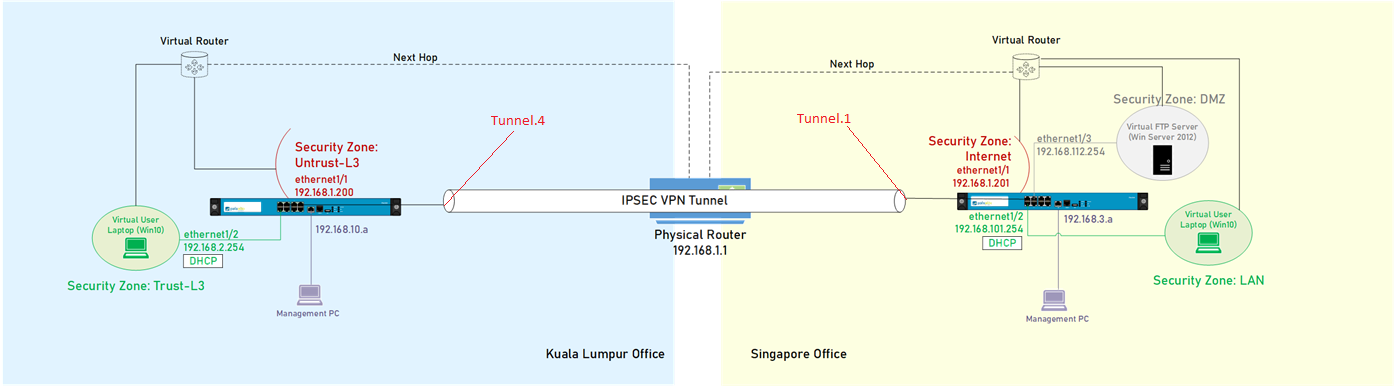 Virtual Router
Next Hop
Tunnel.4
Security Zone:
Untrust-L3
ethernet1/1
192.168.1.200
Virtual User
Laptop (Win10)
ethernet1/2
192.168.2.254
DHCP
192.168.10.a
Security Zone: Trust-L3
Management PC
Kuala Lumpur Office
IPSEC VPN Tunnel
Physical Router
192.168.1.1
Virtual Router
Next Hop
Tunnel.1
Security Zone: DMZ
Virtual FTP Server
(Win Server 2012)
ethernet1/3
192.168.112.254
Security Zone:
Internet
ethernet1/1
192.168.1.201
ethernet1/2
192.168.101.254
DHCP
192.168.3.a
Virtual User
Laptop (Win10)
Security Zone: LAN
Management PC
Singapore Office